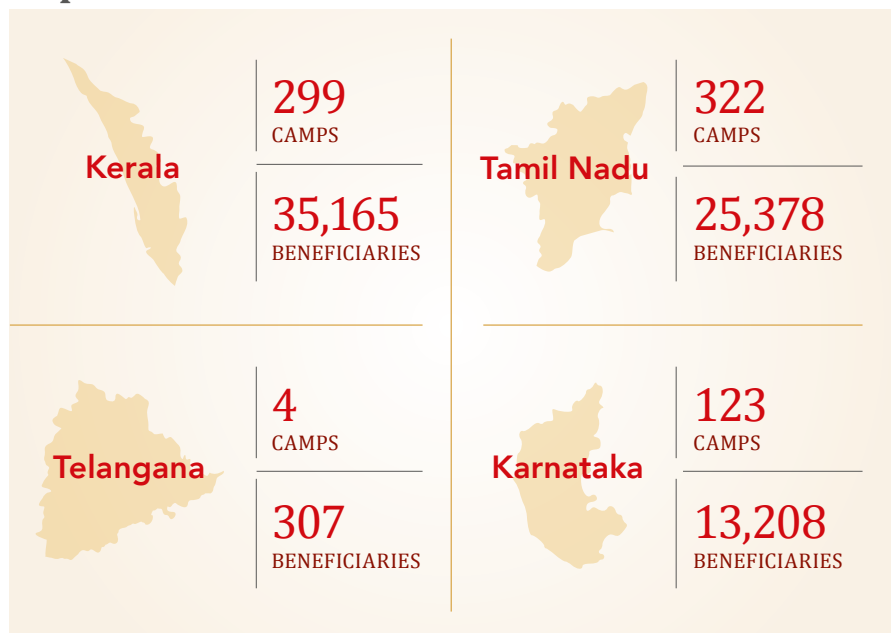 Kerala
299
CAMPS
35,165
BENEFICIARIES
Tamil Nadu
322
CAMPS
25,378
BENEFICIARIES
Telangana
4
CAMPS
307
BENEFICIARIES
Karnataka
123
CAMPS
13,208
BENEFICIARIES